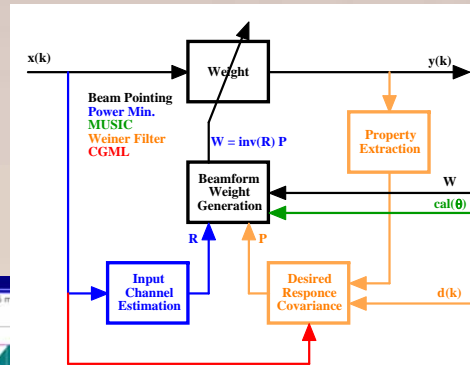 x(k)
y(k)
Weight
Beam Pointing
Power Min.
MUSIC
Weiner Filter
CGML
W = inv(R) P
Property
Extraction
Beamform
Weight
Generation
W
cal(θ)
R
P
Input
Channel
Estimation
Desired
Responce
Covariance
d(k)